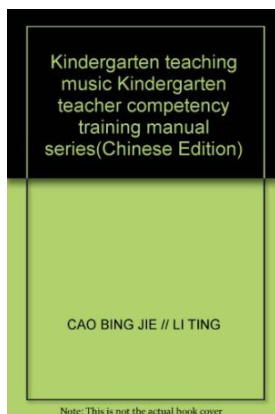 Kindergarten teaching
music Kindergarten
teacher competency
training manual
series(Chinese Edition)
CAO BING JIE // LI TING
Note: This is not the actual book cover